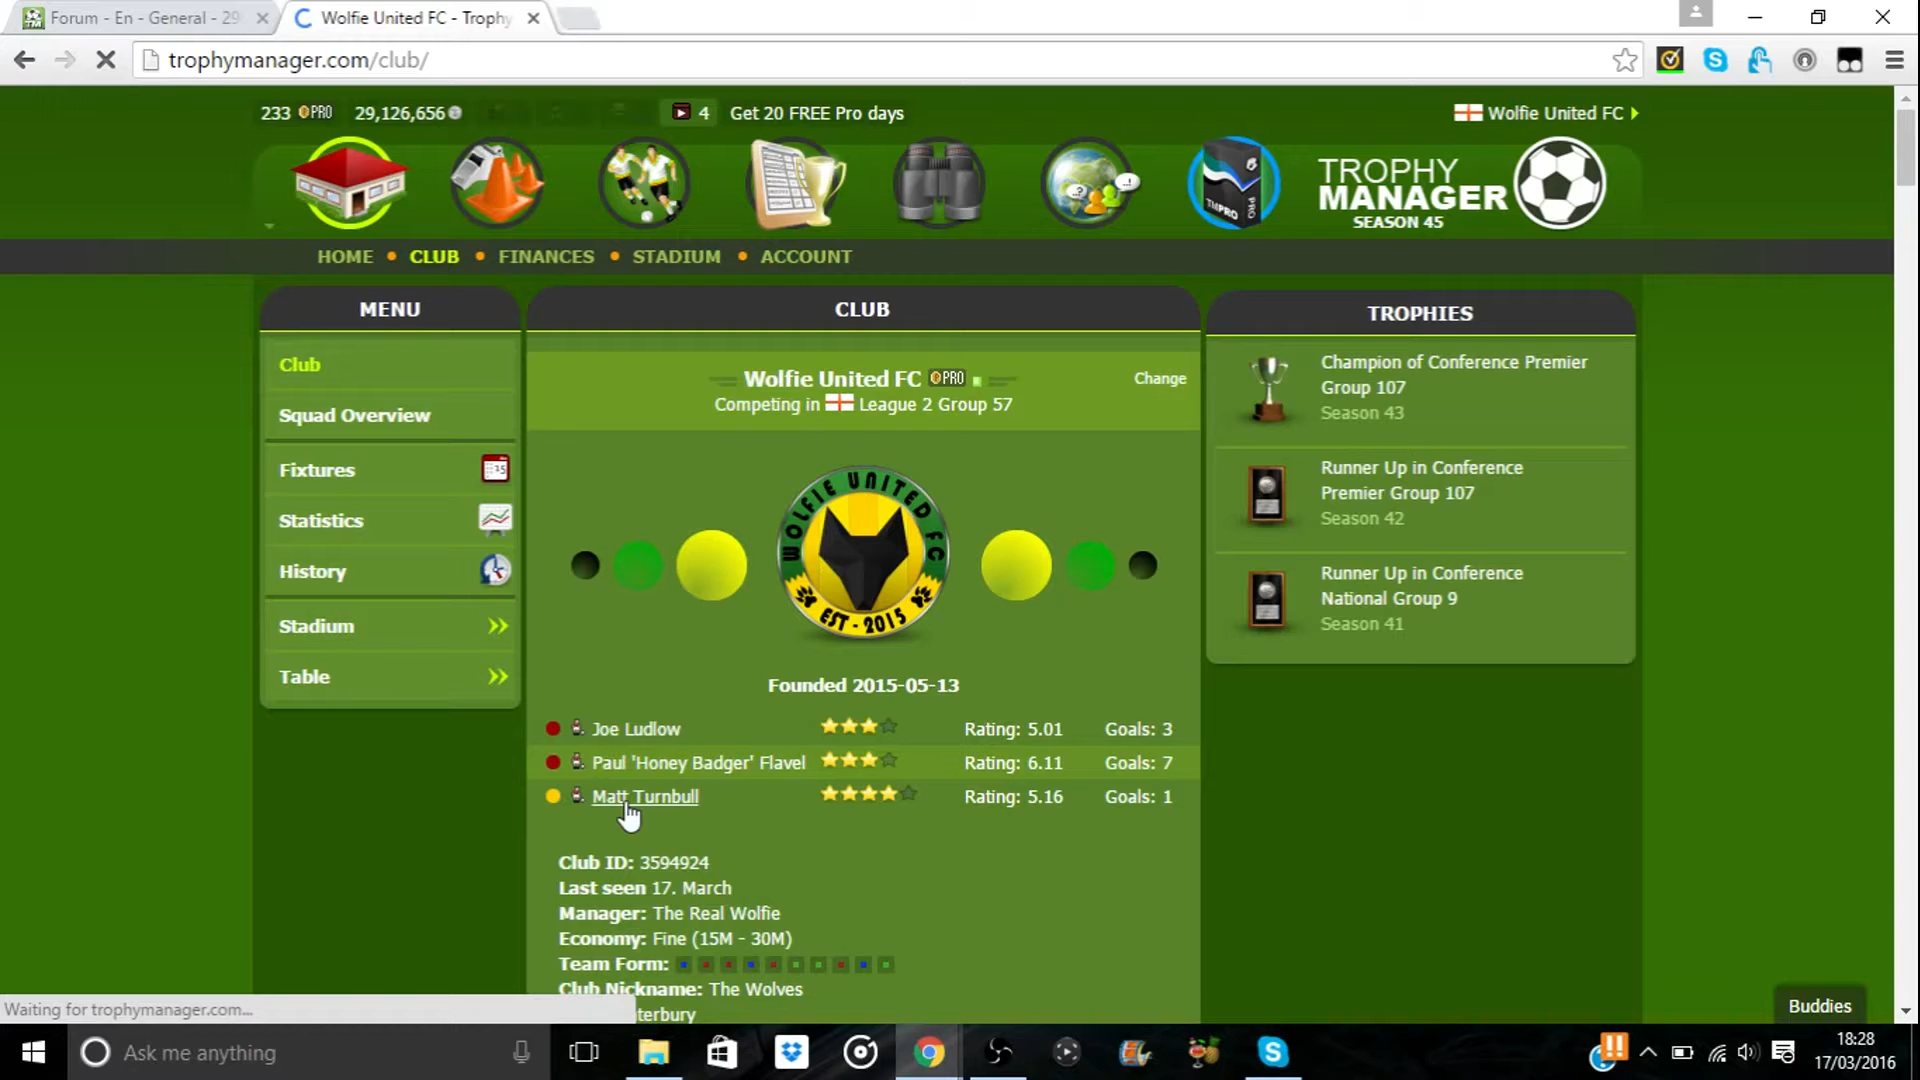 Forum - En - General - 29
Wolfie United FC - Trophy
trophymanager.com/club/
233 PRO 29,126,656 4 Get 20 FREE Pro days
Wolfie United FC
TROPHY
MANAGER
SEASON 45
TMPRO
PRO
HOME • CLUB • FINANCES • STADIUM • ACCOUNT
MENU
Club
Squad Overview
Fixtures
15
Statistics
History
Stadium
Table
CLUB
Wolfie United FC PRO
Change
Competing in League 2 Group 57
WOLFIE UNITED FC
EST - 2015
Founded 2015-05-13
Joe Ludlow Rating: 5.01 Goals: 3
Paul 'Honey Badger' Flavel Rating: 6.11 Goals: 7
Matt Turnbull Rating: 5.16 Goals: 1
Club ID: 3594924
Last seen 17. March
Manager: The Real Wolfie
Economy: Fine (15M - 30M)
Team Form:
Club Nickname: The Wolves
terbury
TROPHIES
Champion of Conference Premier
Group 107
Season 43
Runner Up in Conference
Premier Group 107
Season 42
Runner Up in Conference
National Group 9
Season 41
Buddies
Waiting for trophymanager.com...
Ask me anything
18:28
17/03/2016